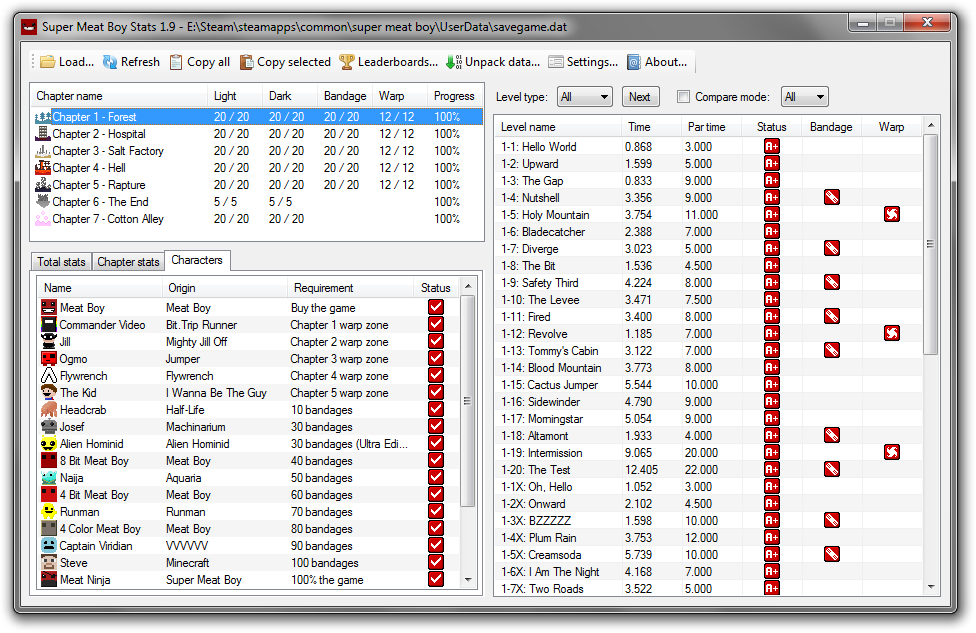 Super Meat Boy Stats 1.9 - E:\Steam\steamapps\common\super meat boy\UserData\savegame.dat
Load... Refresh Copy all Copy selected Leaderboards... Unpack data... Settings... About...
Chapter name Light Dark Bandage Warp Progress
Chapter 1 - Forest 20 / 20 20 / 20 20 / 20 12 / 12 100%
Chapter 2 - Hospital 20 / 20 20 / 20 20 / 20 12 / 12 100%
Chapter 3 - Salt Factory 20 / 20 20 / 20 20 / 20 12 / 12 100%
Chapter 4 - Hell 20 / 20 20 / 20 20 / 20 12 / 12 100%
Chapter 5 - Rapture 20 / 20 20 / 20 20 / 20 12 / 12 100%
Chapter 6 - The End 5 / 5 5 / 5 100%
Chapter 7 - Cotton Alley 20 / 20 20 / 20 100%
Total stats Chapter stats Characters
Name Origin Requirement Status
Meat Boy Meat Boy Buy the game
Commander Video Bit.Trip Runner Chapter 1 warp zone
Jill Mighty Jill Off Chapter 2 warp zone
Ogmo Jumper Chapter 3 warp zone
Flywrench Flywrench Chapter 4 warp zone
The Kid I Wanna Be The Guy Chapter 5 warp zone
Headcrab Half-Life 10 bandages
Josef Machinarium 30 bandages
Alien Hominid Alien Hominid 30 bandages (Ultra Edi...
8 Bit Meat Boy Meat Boy 40 bandages
Naija Aquaria 50 bandages
4 Bit Meat Boy Meat Boy 60 bandages
Runman Runman 70 bandages
4 Color Meat Boy Meat Boy 80 bandages
Captain Viridian VVVVVV 90 bandages
Steve Minecraft 100 bandages
Meat Ninja Super Meat Boy 100% the game
Level type: All Next Compare mode: All
Level name Time Par time Status Bandage Warp
1-1: Hello World 0.868 3.000 A+
1-2: Upward 1.599 5.000 A+
1-3: The Gap 0.833 9.000 A+
1-4: Nutshell 3.356 9.000 A+
1-5: Holy Mountain 3.754 11.000 A+
1-6: Bladecatcher 2.388 7.000 A+
1-7: Diverge 3.023 5.000 A+
1-8: The Bit 1.536 4.500 A+
1-9: Safety Third 4.224 8.000 A+
1-10: The Levee 3.471 7.500 A+
1-11: Fired 3.400 8.000 A+
1-12: Revolve 1.185 7.000 A+
1-13: Tommy's Cabin 3.122 7.000 A+
1-14: Blood Mountain 3.773 8.000 A+
1-15: Cactus Jumper 5.544 10.000 A+
1-16: Sidewinder 4.790 9.000 A+
1-17: Morningstar 5.054 9.000 A+
1-18: Altamont 1.933 4.000 A+
1-19: Intermission 9.065 20.000 A+
1-20: The Test 12.405 22.000 A+
1-1X: Oh, Hello 1.052 3.000 A+
1-2X: Onward 2.102 4.500 A+
1-3X: BZZZZZ 1.598 10.000 A+
1-4X: Plum Rain 3.753 12.000 A+
1-5X: Creamsoda 5.739 10.000 A+
1-6X: I Am The Night 4.168 7.000 A+
1-7X: Two Roads 3.522 5.000 A+